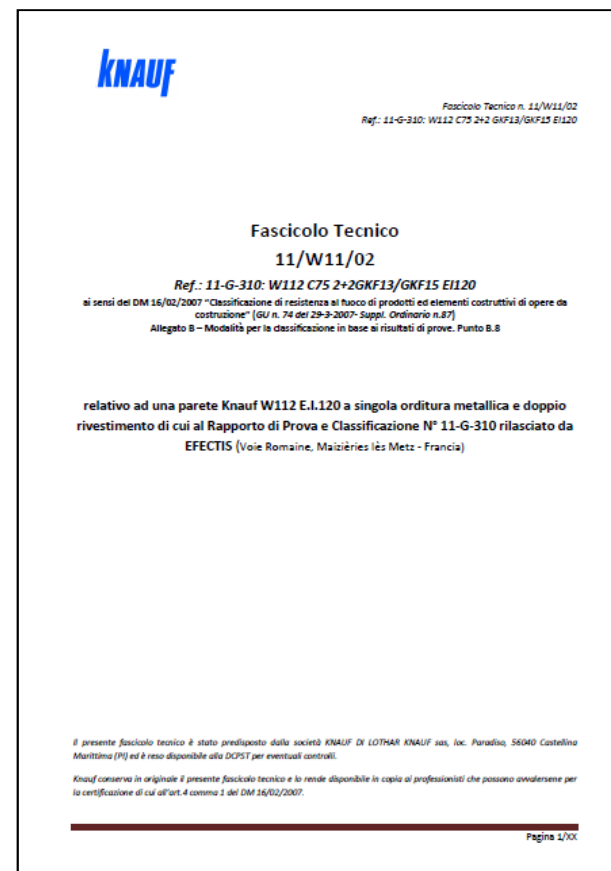 KNAUF
Fascicolo Tecnico n. 11/W11/02
Ref.: 11-G-310: W112 C75 2+2 GKF13/GKF15 EI120
Fascicolo Tecnico
11/W11/02
Ref.: 11-G-310: W112 C75 2+2GKF13/GKF15 EI120
ai sensi del DM 16/02/2007 "Classificazione di resistenza al fuoco di prodotti ed elementi costruttivi di opere da
costruzione" (GU n. 74 del 29-3-2007- Suppl. Ordinario n.87)
Allegato B – Modalità per la classificazione in base ai risultati di prove. Punto B.8
relativo ad una parete Knauf W112 E.I.120 a singola orditura metallica e doppio
rivestimento di cui al Rapporto di Prova e Classificazione N° 11-G-310 rilasciato da
EFECTIS (Voie Romaine, Maizières lès Metz - Francia)
Il presente fascicolo tecnico è stato predisposto dalla società KNAUF DI LOTHAR KNAUF sas, loc. Paradiso, 56040 Castellina
Marittima (PI) ed è reso disponibile alla DCPST per eventuali controlli.
Knauf conserva in originale il presente fascicolo tecnico e lo rende disponibile in copia ai professionisti che possono avvalersene per
la certificazione di cui all'art.4 comma 1 del DM 16/02/2007.
Pagina 1/XX